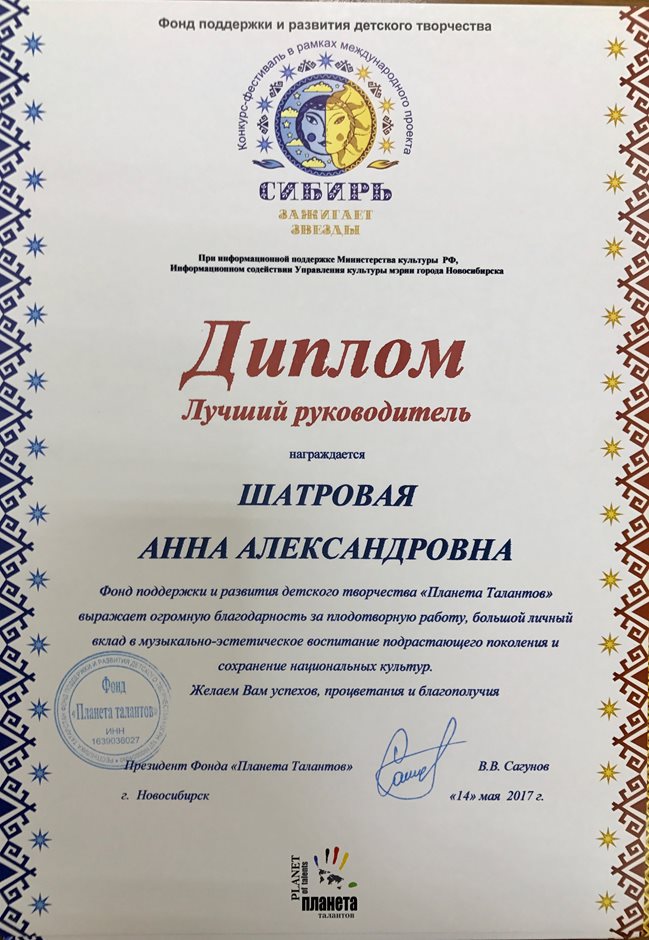 Фонд поддержки и развития детского творчества
Конкурс-фестиваль в рамках международного проекта
СИБИРЬ
ЗАЖИГАЕТ
ЗВЕЗДЫ
При информационной поддержке Министерства культуры РФ,
Информационном содействии Управления культуры мэрии города Новосибирска
Диплом
Лучший руководитель
награждается
ШАТРОВАЯ
АННА АЛЕКСАНДРОВНА
Фонд поддержки и развития детского творчества «Планета Талантов»
выражает огромную благодарность за плодотворную работу, большой личный
вклад в музыкально-эстетическое воспитание подрастающего поколения и
сохранение национальных культур.
Желаем Вам успехов, процветания и благополучия
Фонд
«Планета талантов»
ИНН
1639038027
Президент Фонда «Планета Талантов» В.В. Сагунов
г. Новосибирск «14» мая 2017 г.
PLANET
of talents
планета
талантов